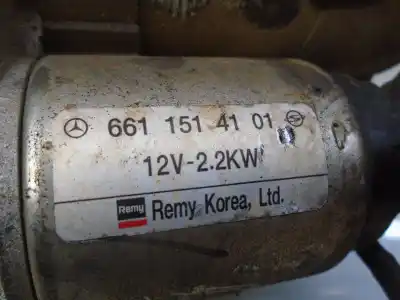 661 151 41 01
12V-2.2KW
Remy Remy Korea, Ltd.